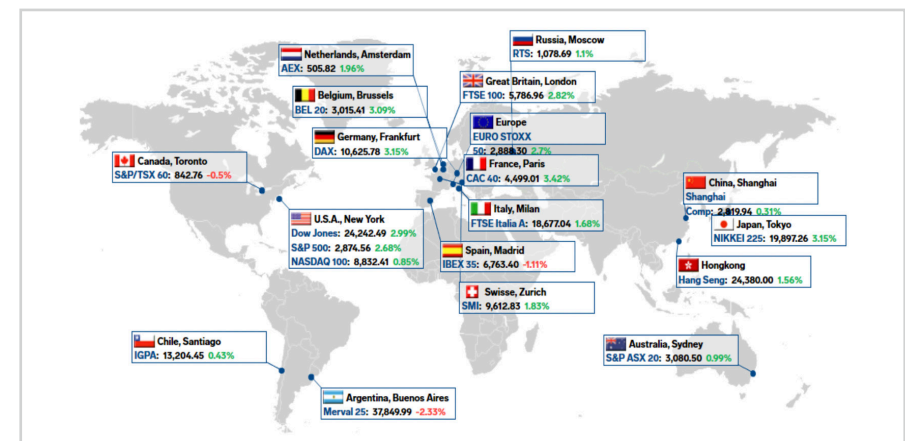 Russia, Moscow
RTS: 1,078.69 1.1%
Netherlands, Amsterdam
AEX: 505.82 1.96%
Great Britain, London
FTSE 100: 5,786.96 2.82%
Belgium, Brussels
BEL 20: 3,015.41 3.09%
Europe
EURO STOXX
50: 2,888.30 2.7%
Germany, Frankfurt
DAX: 10,625.78 3.15%
France, Paris
CAC 40: 4,499.01 3.42%
Canada, Toronto
S&P/TSX 60: 842.76 -0.5%
China, Shanghai
Shanghai
Comp: 2,819.94 0.31%
Italy, Milan
FTSE Italia A: 18,677.04 1.68%
U.S.A., New York
Dow Jones: 24,242.49 2.99%
S&P 500: 2,874.56 2.68%
NASDAQ 100: 8,832.41 0.85%
Japan, Tokyo
NIKKEI 225: 19,897.26 3.15%
Spain, Madrid
IBEX 35: 6,763.40 -1.11%
Hongkong
Hang Seng: 24,380.00 1.56%
Swisse, Zurich
SMI: 9,612.83 1.83%
Chile, Santiago
IGPA: 13,204.45 0.43%
Australia, Sydney
S&P ASX 20: 3,080.50 0.99%
Argentina, Buenos Aires
Merval 25: 37,849.99 -2.33%